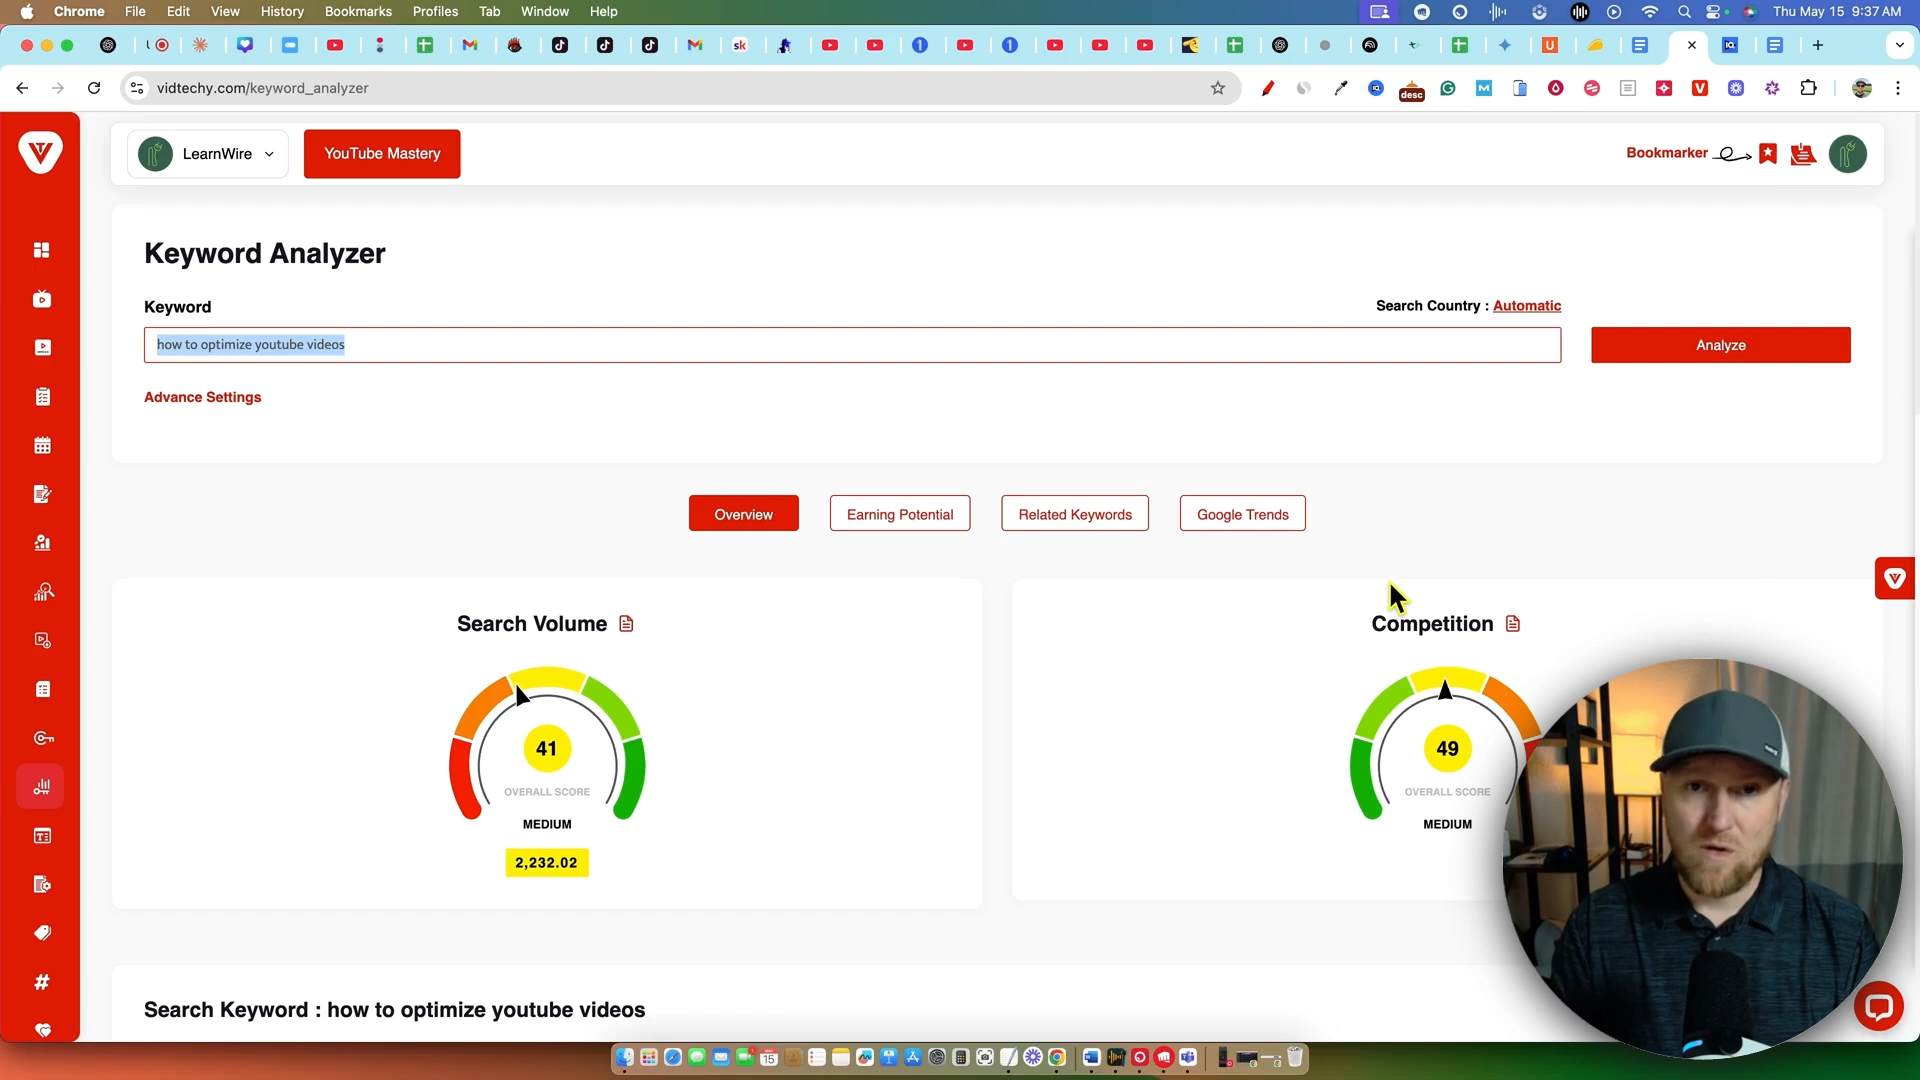 Chrome File Edit View History Bookmarks Profiles Tab Window Help Thu May 15 9:37 AM
vidtechy.com/keyword_analyzer
desc
LearnWire
YouTube Mastery
Bookmarker
Keyword Analyzer
Keyword
Search Country : Automatic
how to optimize youtube videos
Analyze
Advance Settings
Overview
Earning Potential
Related Keywords
Google Trends
Search Volume
Competition
41
OVERALL SCORE
MEDIUM
2,232.02
49
OVERALL SCORE
MEDIUM
Search Keyword : how to optimize youtube videos